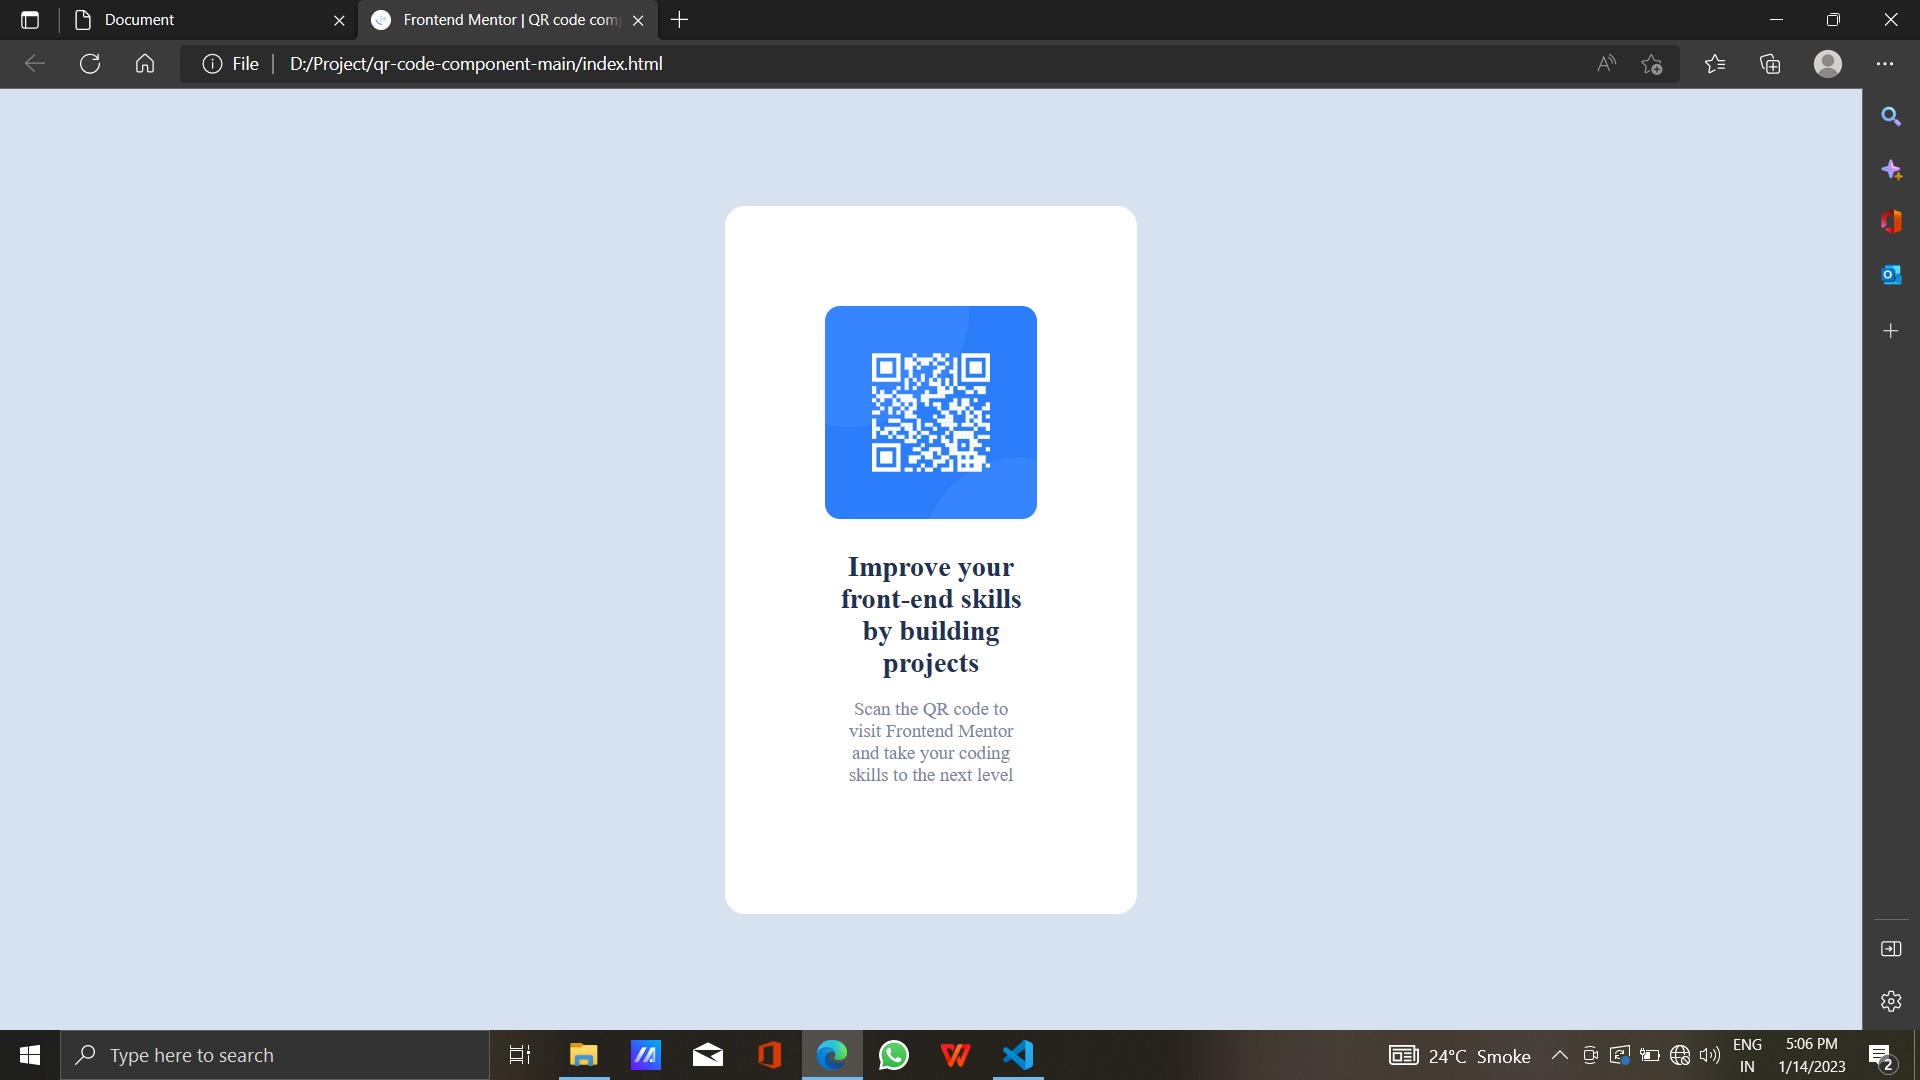 Document
Frontend Mentor | QR code com
File
D:/Project/qr-code-component-main/index.html
Improve your
front-end skills
by building
projects
Scan the QR code to
visit Frontend Mentor
and take your coding
skills to the next level
Type here to search
24°C Smoke
ENG
IN
5:06 PM
1/14/2023
2